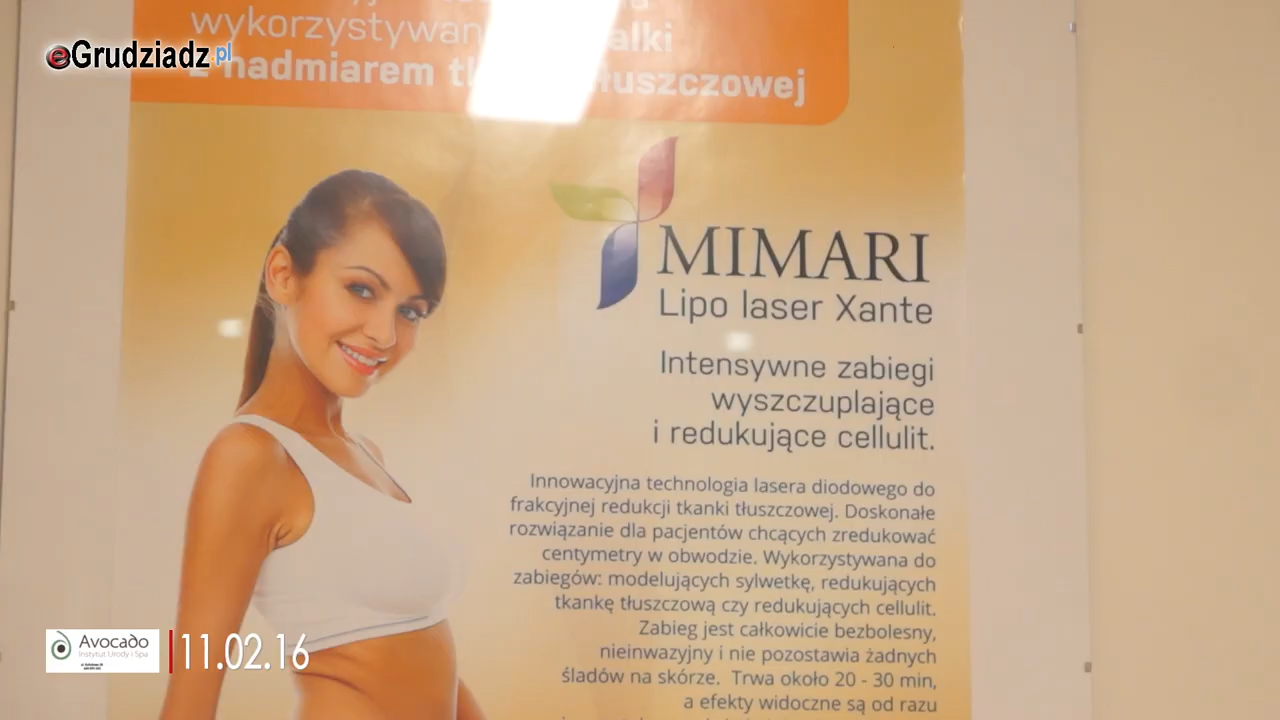 eGrudziadz.pl
nadmiarem tłuszczowej
MIMARI
Lipo laser Xante
Intensywne zabiegi
wyszczuplające
i redukujące cellulit.
Innowacyjna technologia lasera diodowego do
frakcyjnej redukcji tkanki tłuszczowej. Doskonałe
rozwiązanie dla pacjentów chcących zredukować
centymetry w obwodzie. Wykorzystywana do
zabiegów: modelujących sylwetkę, redukujących
tkankę tłuszczową czy redukujących cellulit.
Zabieg jest całkowicie bezbolesny,
nieinwazyjny i nie pozostawia żadnych
śladów na skórze. Trwa około 20 - 30 min,
a efekty widoczne są od razu
Avocado
Instytut Urody i Spa
11.02.16